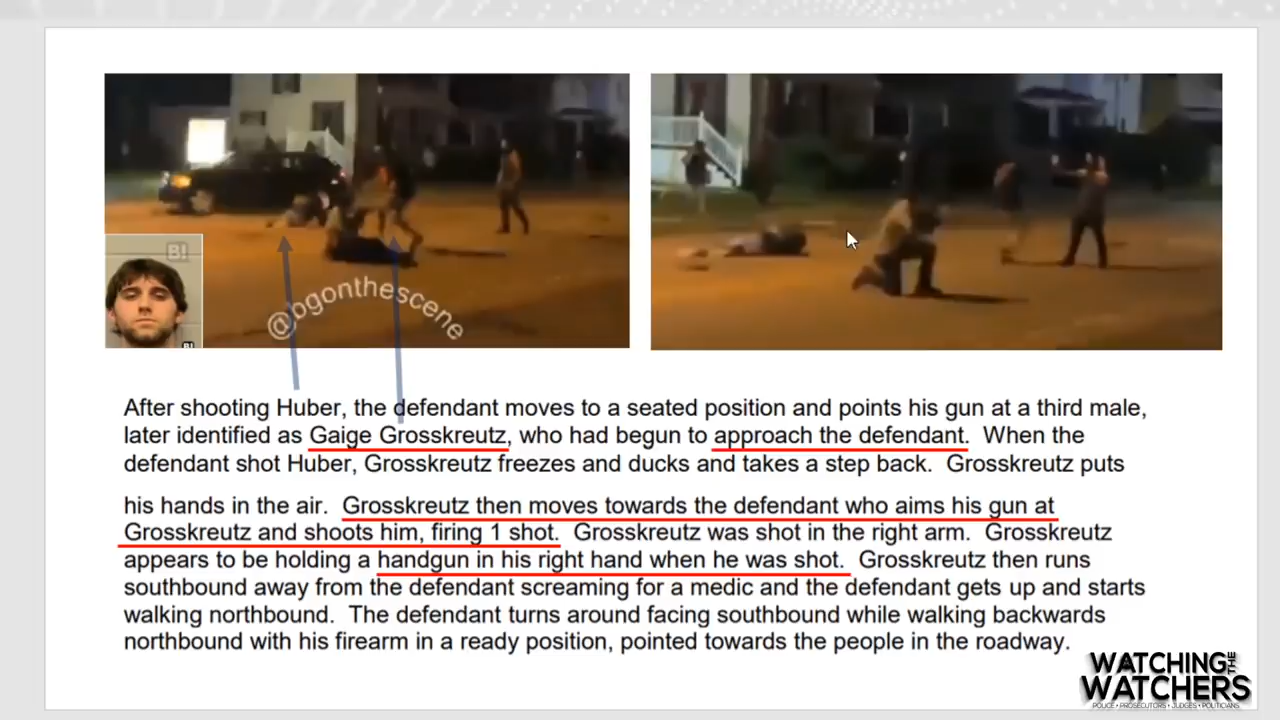 B!
B!
@bgonthescene
After shooting Huber, the defendant moves to a seated position and points his gun at a third male,
later identified as Gaige Grosskreutz, who had begun to approach the defendant. When the
defendant shot Huber, Grosskreutz freezes and ducks and takes a step back. Grosskreutz puts
his hands in the air. Grosskreutz then moves towards the defendant who aims his gun at
Grosskreutz and shoots him, firing 1 shot. Grosskreutz was shot in the right arm. Grosskreutz
appears to be holding a handgun in his right hand when he was shot. Grosskreutz then runs
southbound away from the defendant screaming for a medic and the defendant gets up and starts
walking northbound. The defendant turns around facing southbound while walking backwards
northbound with his firearm in a ready position, pointed towards the people in the roadway.
WATCHING THE
WATCHERS
POLICE • PROSECUTORS • JUDGES • POLITICIANS